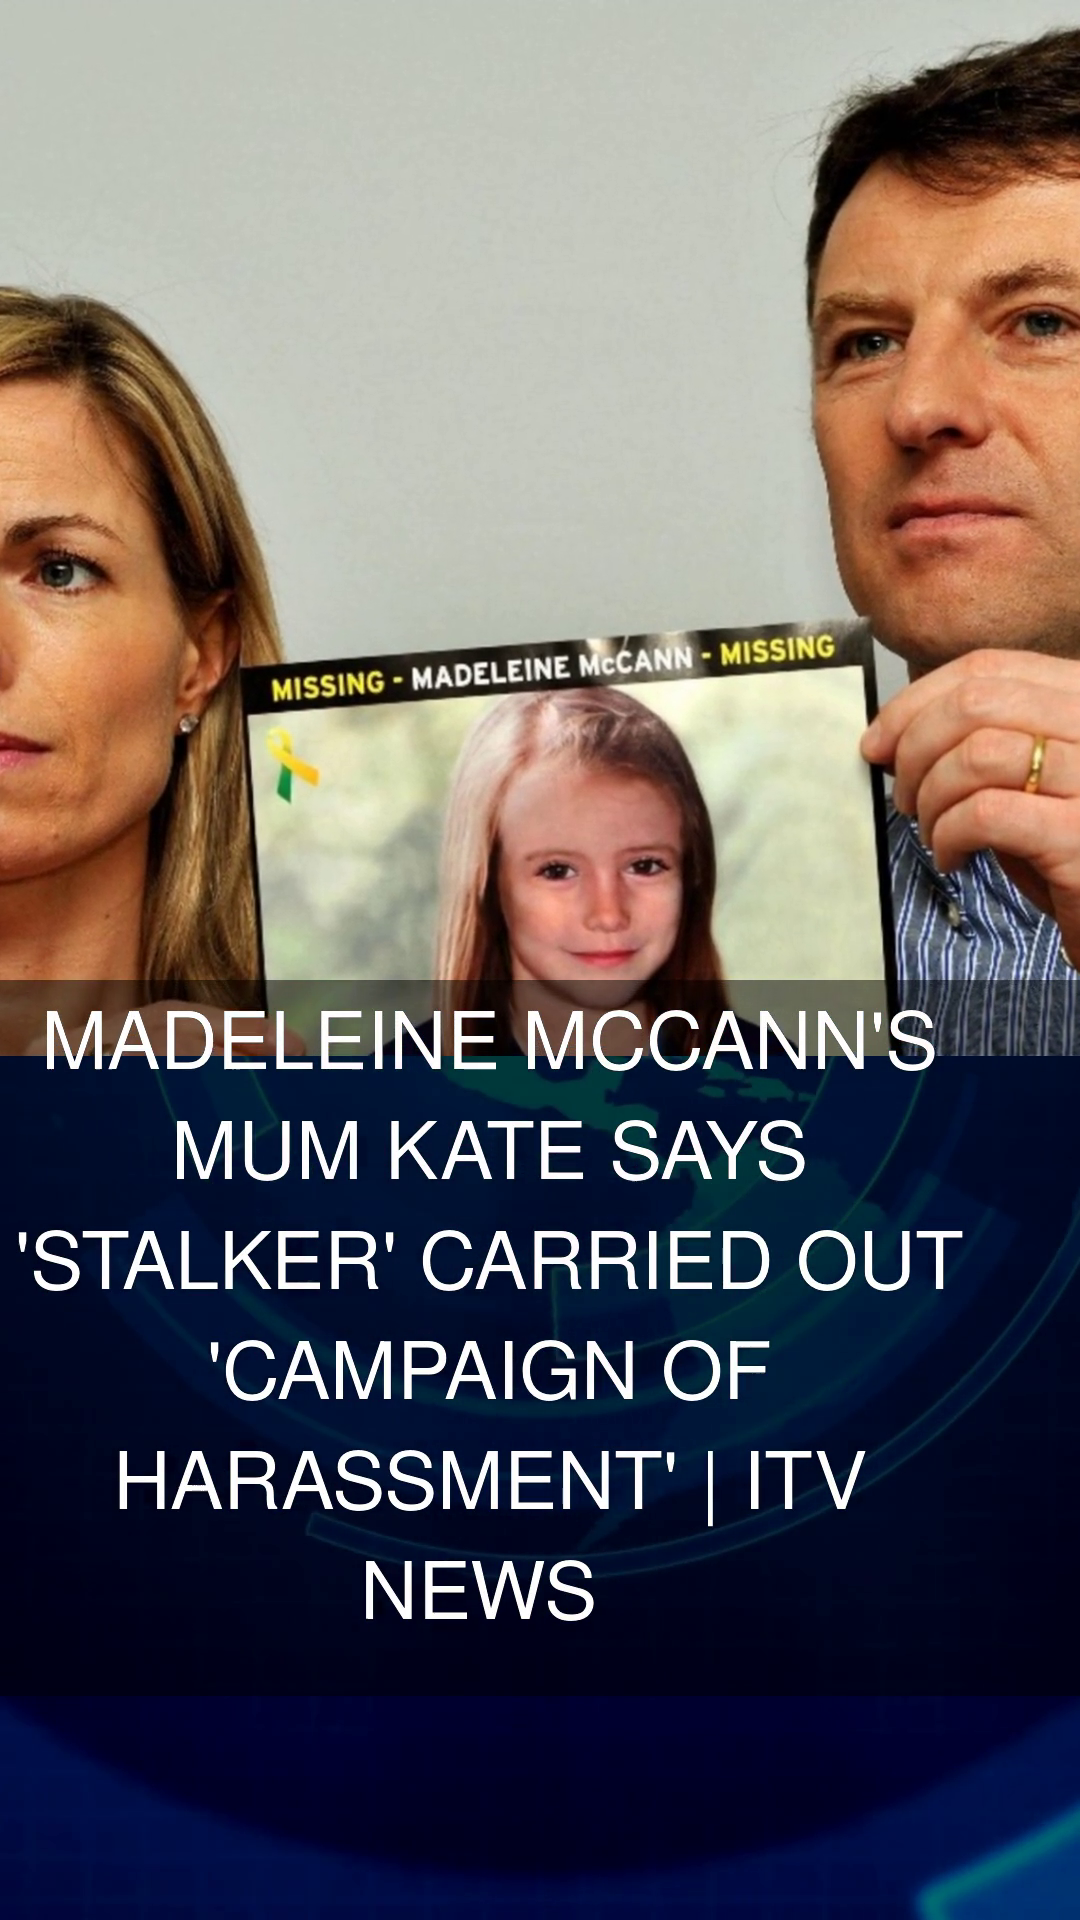 MISSING - MADELEINE McCANN - MISSING
MADELEINE MCCANN'S
MUM KATE SAYS
'STALKER' CARRIED OUT
'CAMPAIGN OF
HARASSMENT' | ITV
NEWS